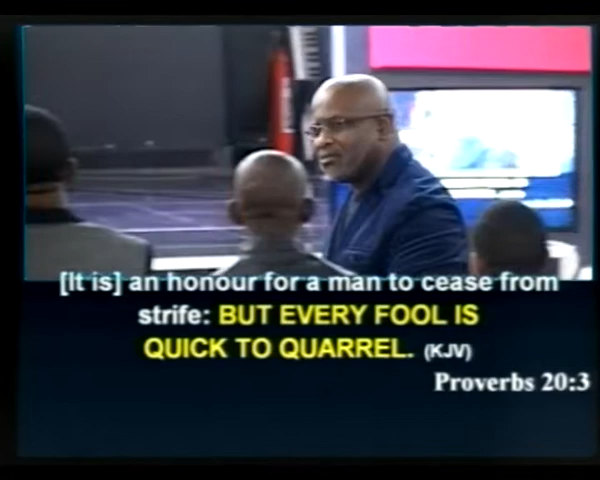 [It is] an honour for a man to cease from
strife: BUT EVERY FOOL IS
QUICK TO QUARREL. (KJV)
Proverbs 20:3